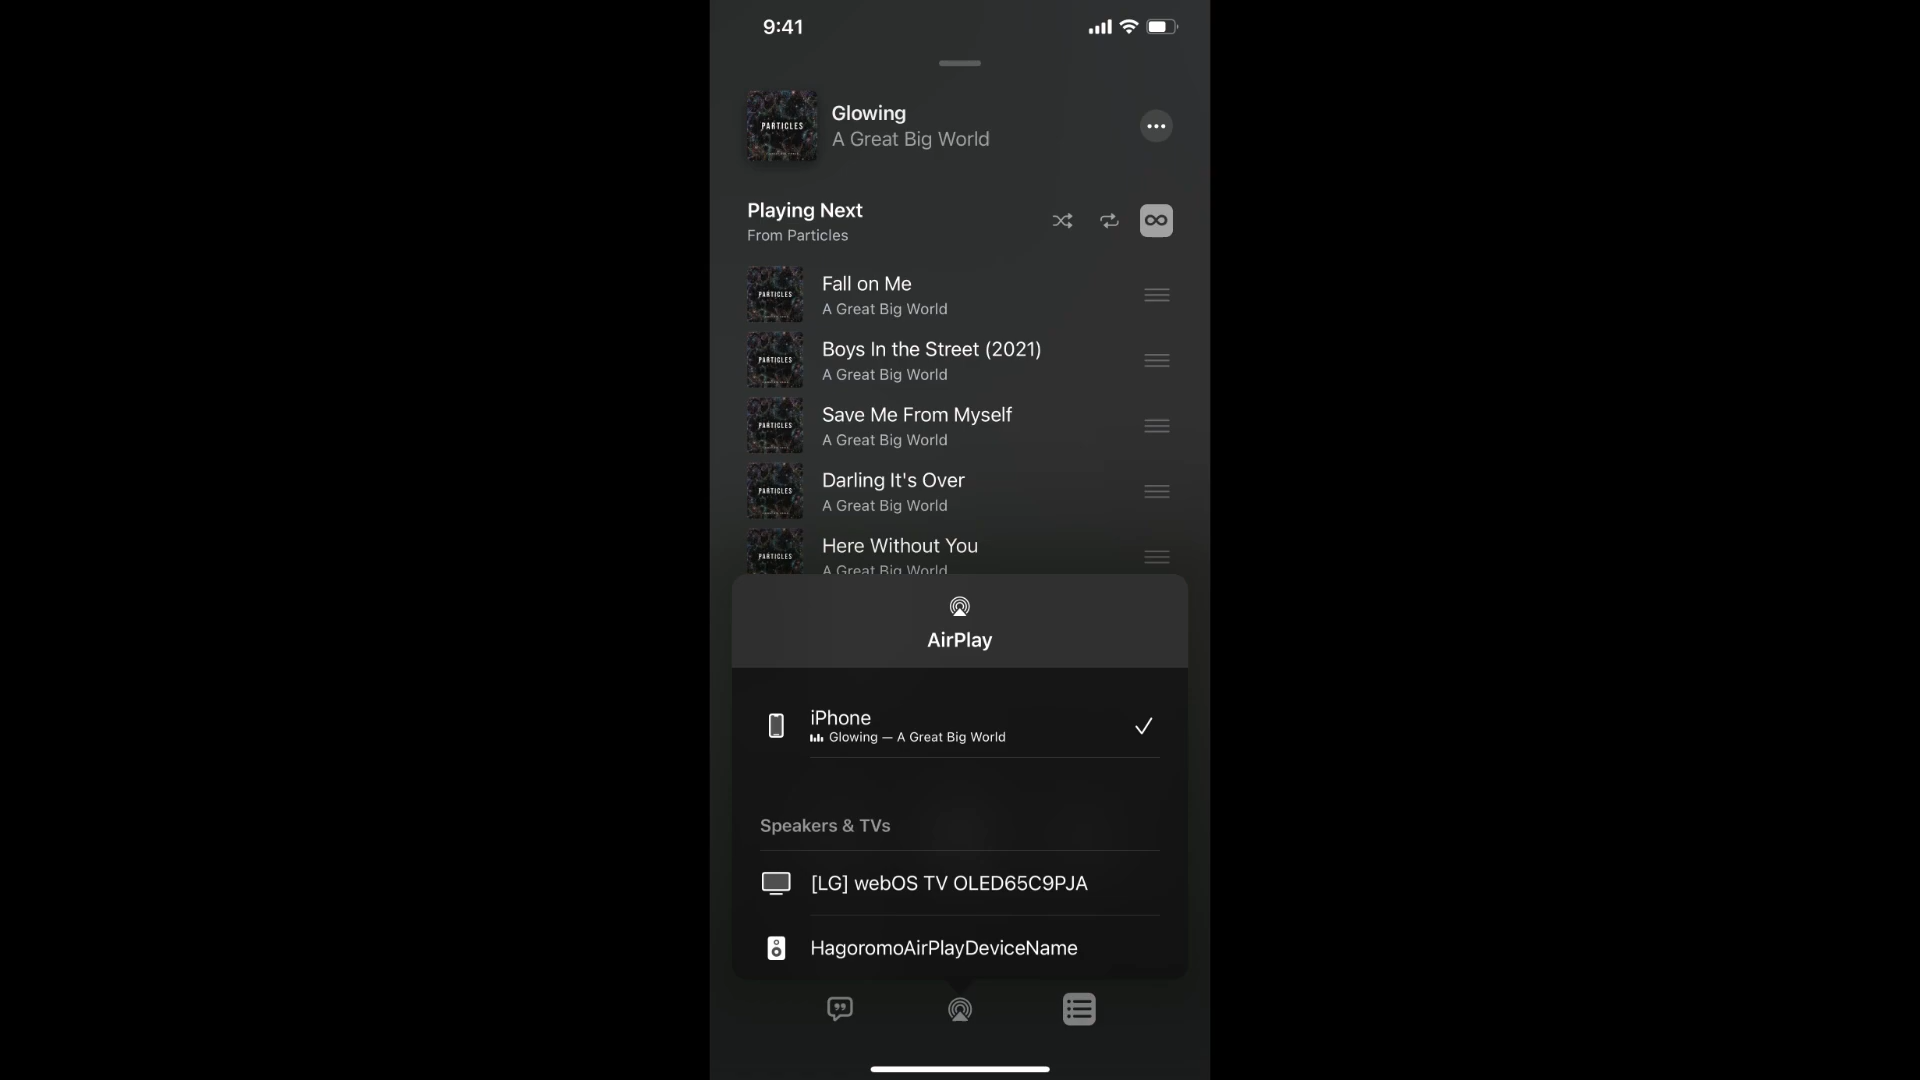 9:41
PARTICLES
Glowing
A Great Big World
Playing Next
From Particles
PARTICLES
Fall on Me
A Great Big World
PARTICLES
Boys In the Street (2021)
A Great Big World
PARTICLES
Save Me From Myself
A Great Big World
PARTICLES
Darling It's Over
A Great Big World
PARTICLES
Here Without You
A Great Big World
AirPlay
iPhone
Glowing — A Great Big World
Speakers & TVs
[LG] webOS TV OLED65C9PJA
HagoromoAirPlayDeviceName